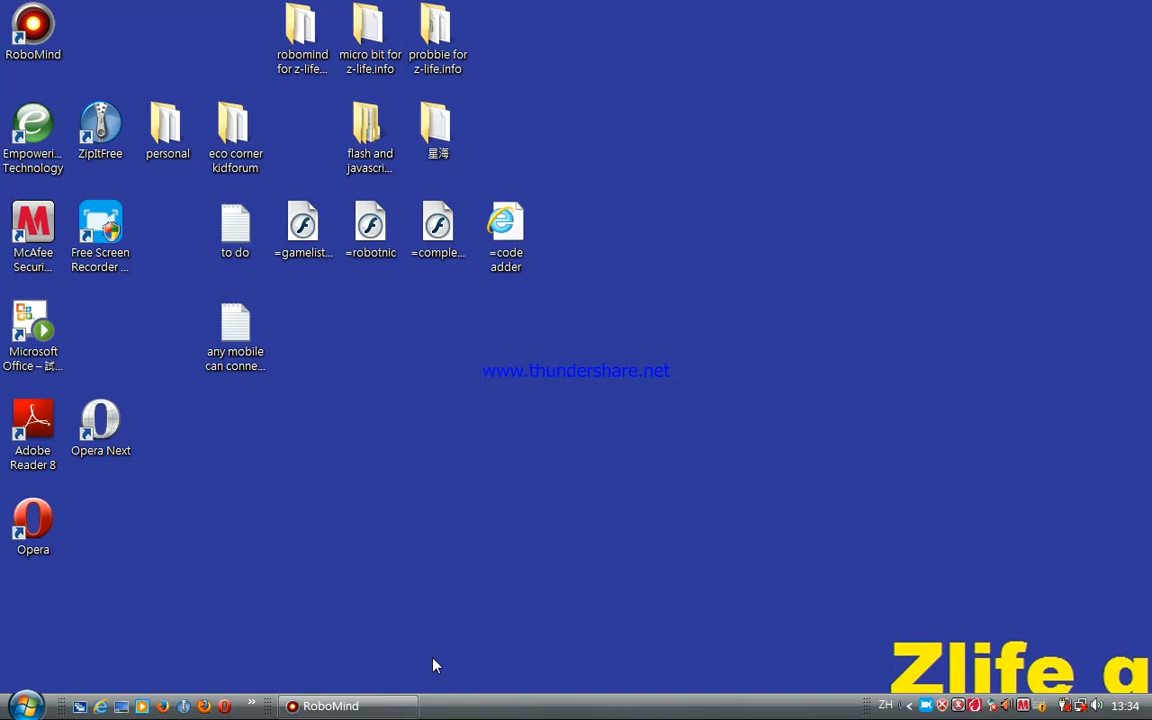 RoboMind
robomind
for z-life...
micro bit for
z-life.info
probbie for
z-life.info
Empoweri...
Technology
ZipItFree
personal
eco corner
kidforum
flash and
javascri...
星海
McAfee
Securi...
Free Screen
Recorder ...
to do
=gamelist...
=robotnic
=comple...
=code
adder
Microsoft
Office – 試...
any mobile
can conne...
www.thundershare.net
Adobe
Reader 8
Opera Next
Opera
Zlife a
RoboMind
ZH
13:34